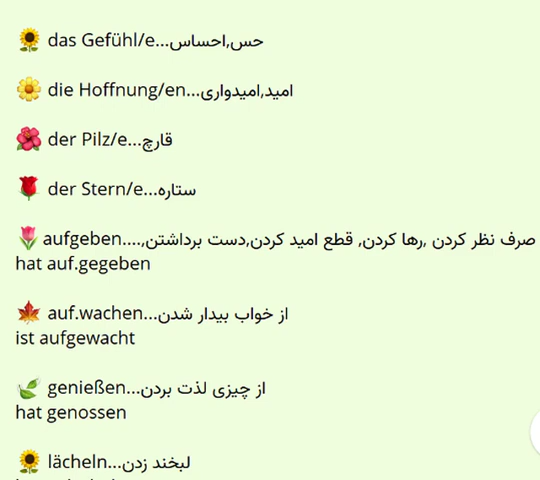 das Gefühl/e...حس,احساس
die Hoffnung/en...امید,امیدواری
der Pilz/e...قارچ
der Stern/e...ستاره
aufgeben....,صرف نظر کردن ,رها کردن, قطع امید کردن,دست برداشتن
hat auf.gegeben
auf.wachen...از خواب بیدار شدن
ist aufgewacht
genießen...از چیزی لذت بردن
hat genossen
lächeln...لبخند زدن